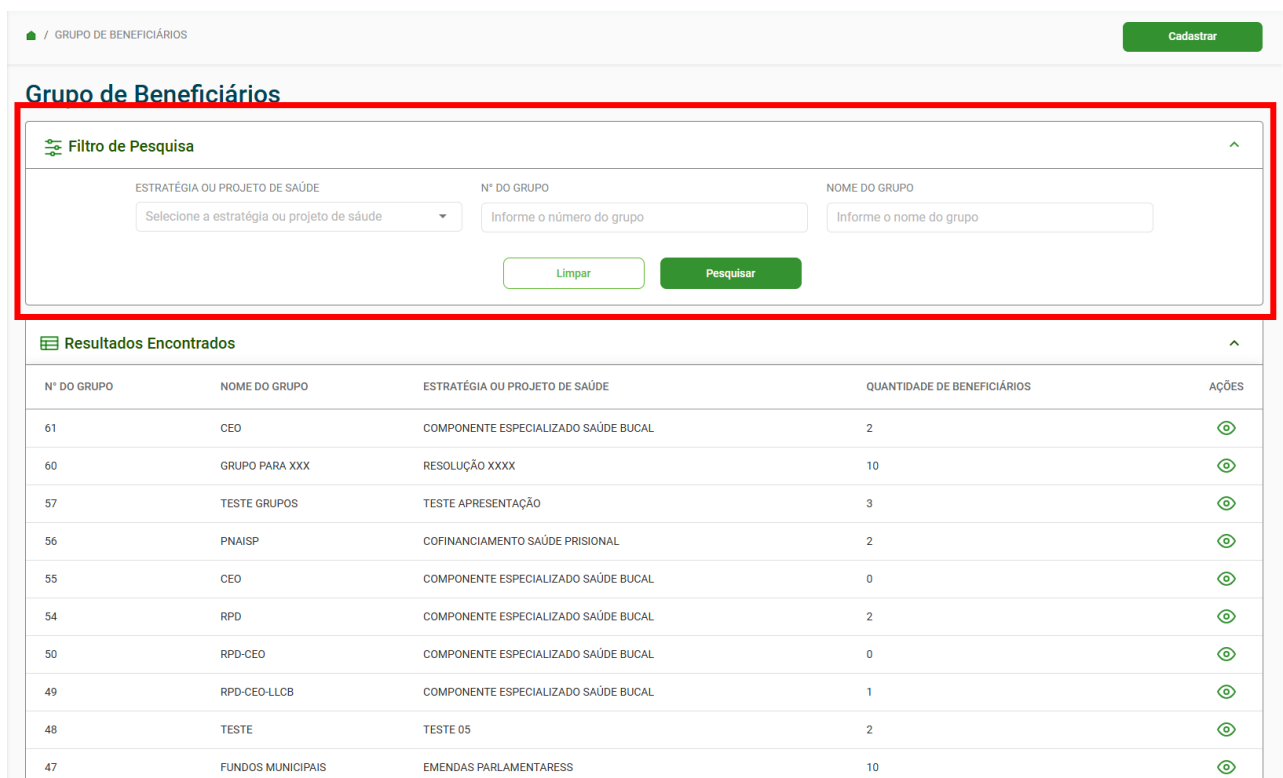 / GRUPO DE BENEFICIÁRIOS
Cadastrar
Grupo de Beneficiários
Filtro de Pesquisa
ESTRATÉGIA OU PROJETO DE SAÚDE N° DO GRUPO NOME DO GRUPO
Selecione a estratégia ou projeto de sáude Informe o número do grupo Informe o nome do grupo
Limpar Pesquisar
Resultados Encontrados
N° DO GRUPO NOME DO GRUPO ESTRATÉGIA OU PROJETO DE SAÚDE QUANTIDADE DE BENEFICIÁRIOS AÇÕES
61 CEO COMPONENTE ESPECIALIZADO SAÚDE BUCAL 2
60 GRUPO PARA XXX RESOLUÇÃO XXXX 10
57 TESTE GRUPOS TESTE APRESENTAÇÃO 3
56 PNAISP COFINANCIAMENTO SAÚDE PRISIONAL 2
55 CEO COMPONENTE ESPECIALIZADO SAÚDE BUCAL 0
54 RPD COMPONENTE ESPECIALIZADO SAÚDE BUCAL 2
50 RPD-CEO COMPONENTE ESPECIALIZADO SAÚDE BUCAL 0
49 RPD-CEO-LLCB COMPONENTE ESPECIALIZADO SAÚDE BUCAL 1
48 TESTE TESTE 05 2
47 FUNDOS MUNICIPAIS EMENDAS PARLAMENTARESS 10